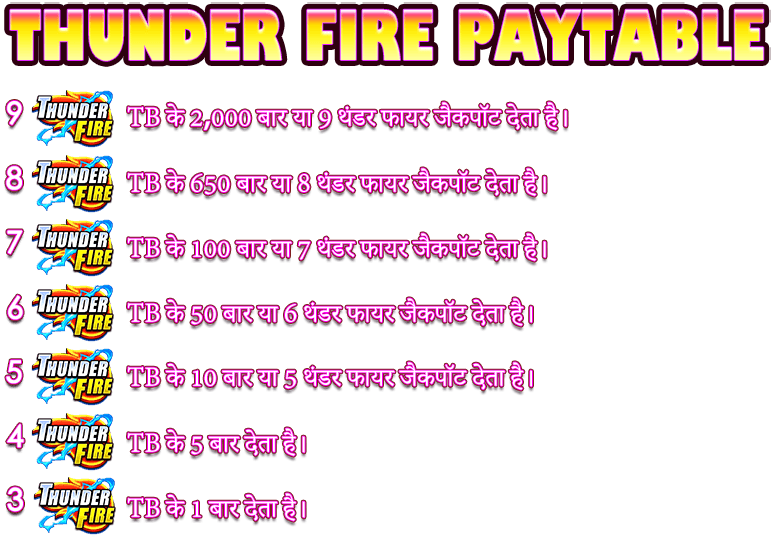 THUNDER FIRE PAYTABLE
9 THUNDER FIRE TB के 2,000 बार या 9 थंडर फायर जैकपॉट देता है।
8 THUNDER FIRE TB के 650 बार या 8 थंडर फायर जैकपॉट देता है।
7 THUNDER FIRE TB के 100 बार या 7 थंडर फायर जैकपॉट देता है।
6 THUNDER FIRE TB के 50 बार या 6 थंडर फायर जैकपॉट देता है।
5 THUNDER FIRE TB के 10 बार या 5 थंडर फायर जैकपॉट देता है।
4 THUNDER FIRE TB के 5 बार देता है।
3 THUNDER FIRE TB के 1 बार देता है।